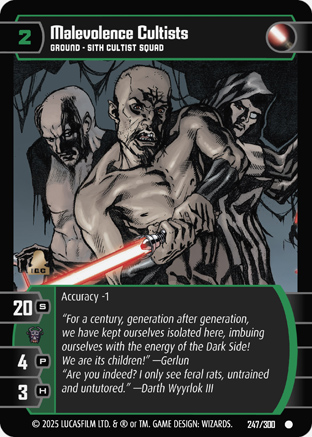 2
Malevolence Cultists
GROUND - SITH CULTIST SQUAD
IEC
20 S
4 P
3 H
Accuracy -1
“For a century, generation after generation,
we have kept ourselves isolated here, imbuing
ourselves with the energy of the Dark Side!
We are its children!” —Gerlun
“Are you indeed? I only see feral rats, untrained
and untutored.” —Darth Wyyrlok III
© 2025 LUCASFILM LTD. & ® or TM. GAME DESIGN: WIZARDS.
247/300